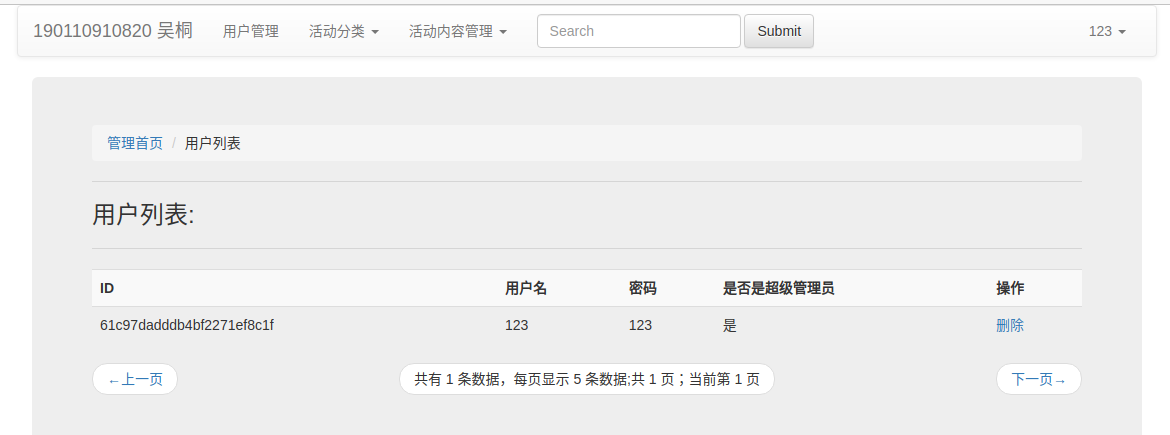 190110910820 吴桐 用户管理 活动分类 活动内容管理 Search Submit 123
管理首页 / 用户列表
用户列表:
ID 用户名 密码 是否是超级管理员 操作
61c97dadddb4bf2271ef8c1f 123 123 是 删除
←上一页 共有 1 条数据，每页显示 5 条数据;共 1 页；当前第 1 页 下一页→